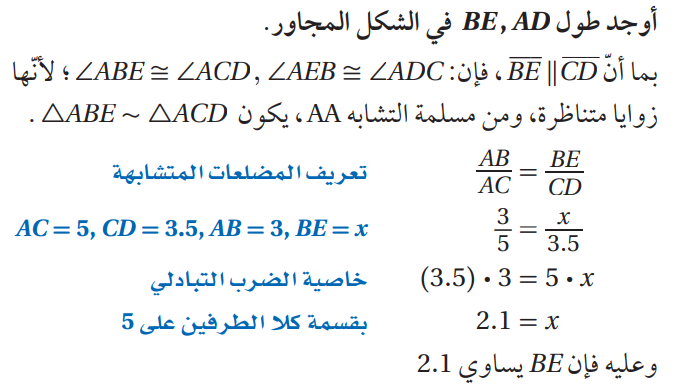 أوجد طول BE, AD في الشكل المجاور.
بما أنّ BE || CD ، فإن: ∠ABE ≅ ∠ACD, ∠AEB ≅ ∠ADC ؛ لأنّها
زوايا متناظرة، ومن مسلمة التشابه AA ، يكون △ABE ~ △ACD .
AB/AC = BE/CD تعريف المضلعات المتشابهة
3/5 = x/3.5 AC = 5, CD = 3.5, AB = 3, BE = x
(3.5) • 3 = 5 • x خاصية الضرب التبادلي
2.1 = x بقسمة كلا الطرفين على 5
وعليه فإن BE يساوي 2.1